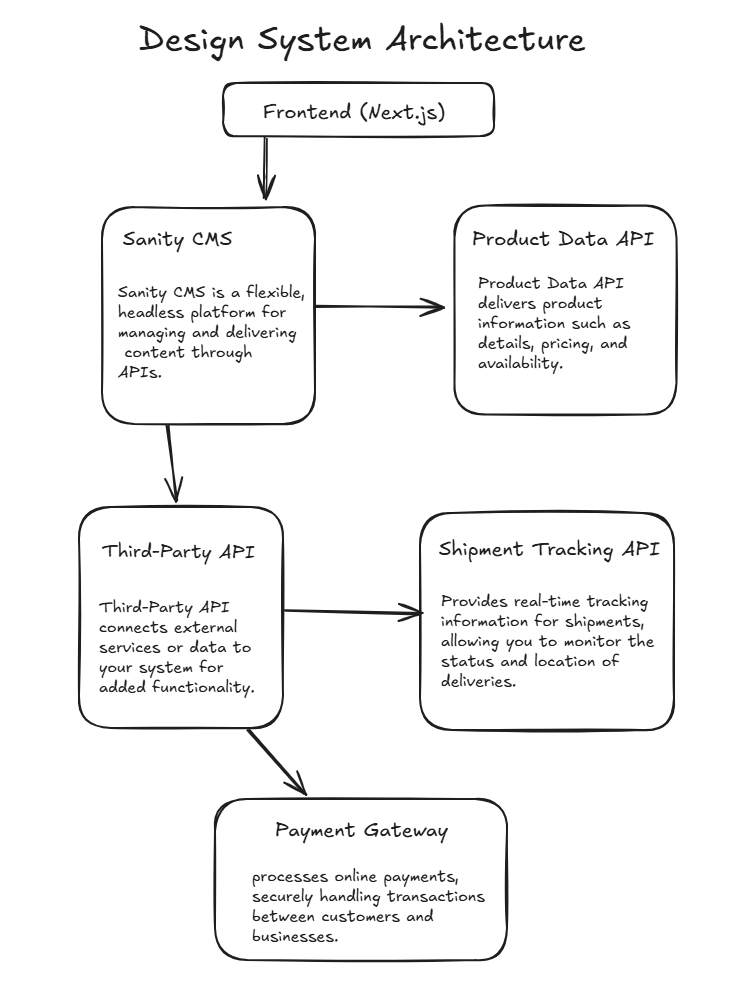 Design System Architecture
Frontend (Next.js)
Sanity CMS
Sanity CMS is a flexible,
headless platform for
managing and delivering
content through
APIs.
Product Data API
Product Data API
delivers product
information such as
details, pricing, and
availability.
Third-Party API
Third-Party API
connects external
services or data to
your system for
added functionality.
Shipment Tracking API
Provides real-time tracking
information for shipments,
allowing you to monitor the
status and location of
deliveries.
Payment Gateway
processes online payments,
securely handling transactions
between customers and
businesses.